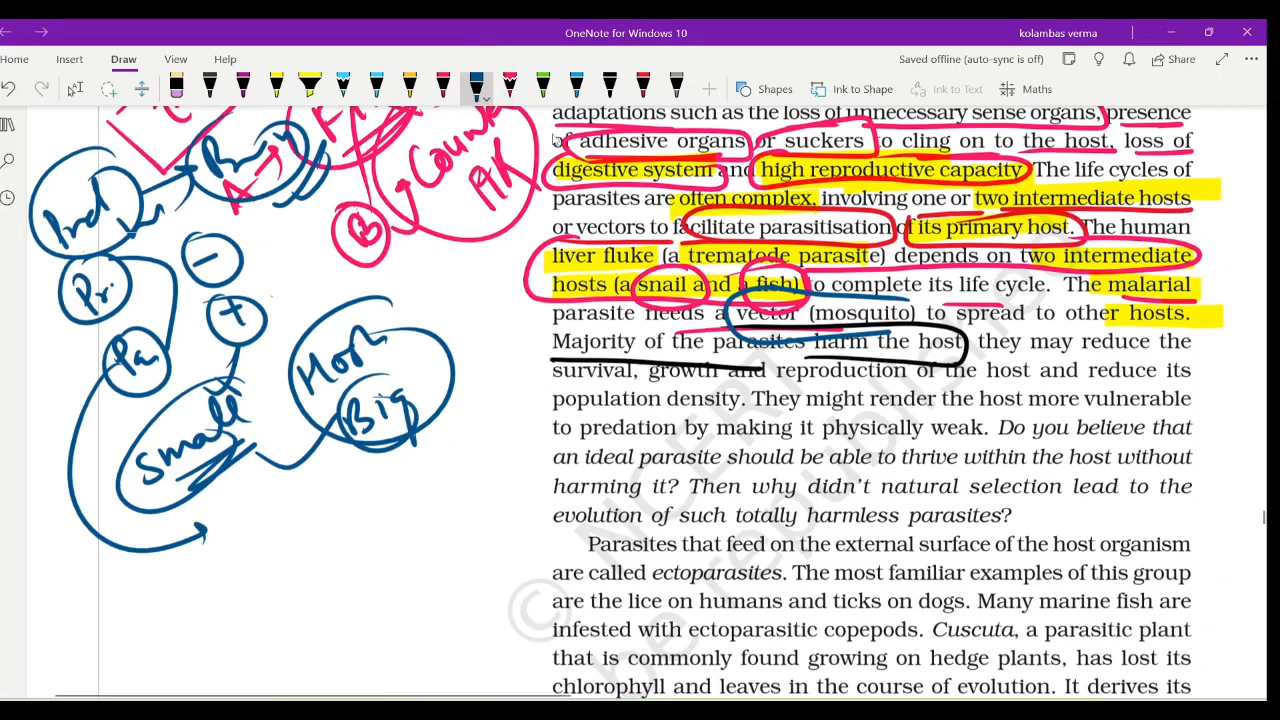 OneNote for Windows 10
kolambas verma
Home Insert Draw View Help
Saved offline (auto-sync is off)
Share
Shapes
Ink to Shape
Ink to Text
Maths
adaptations such as the loss of unnecessary sense organs, presence
of adhesive organs or suckers to cling on to the host, loss of
digestive system and high reproductive capacity. The life cycles of
parasites are often complex, involving one or two intermediate hosts
or vectors to facilitate parasitisation of its primary host. The human
liver fluke (a trematode parasite) depends on two intermediate
hosts (a snail and a fish) to complete its life cycle. The malarial
parasite needs a vector (mosquito) to spread to other hosts.
Majority of the parasites harm the host, they may reduce the
survival, growth and reproduction of the host and reduce its
population density. They might render the host more vulnerable
to predation by making it physically weak. Do you believe that
an ideal parasite should be able to thrive within the host without
harming it? Then why didn't natural selection lead to the
evolution of such totally harmless parasites?
Parasites that feed on the external surface of the host organism
are called ectoparasites. The most familiar examples of this group
are the lice on humans and ticks on dogs. Many marine fish are
infested with ectoparasitic copepods. Cuscuta, a parasitic plant
that is commonly found growing on hedge plants, has lost its
chlorophyll and leaves in the course of evolution. It derives its
© NCERT
be republished
A
B
Pr.
Pa
−
+
Small
Host
Big